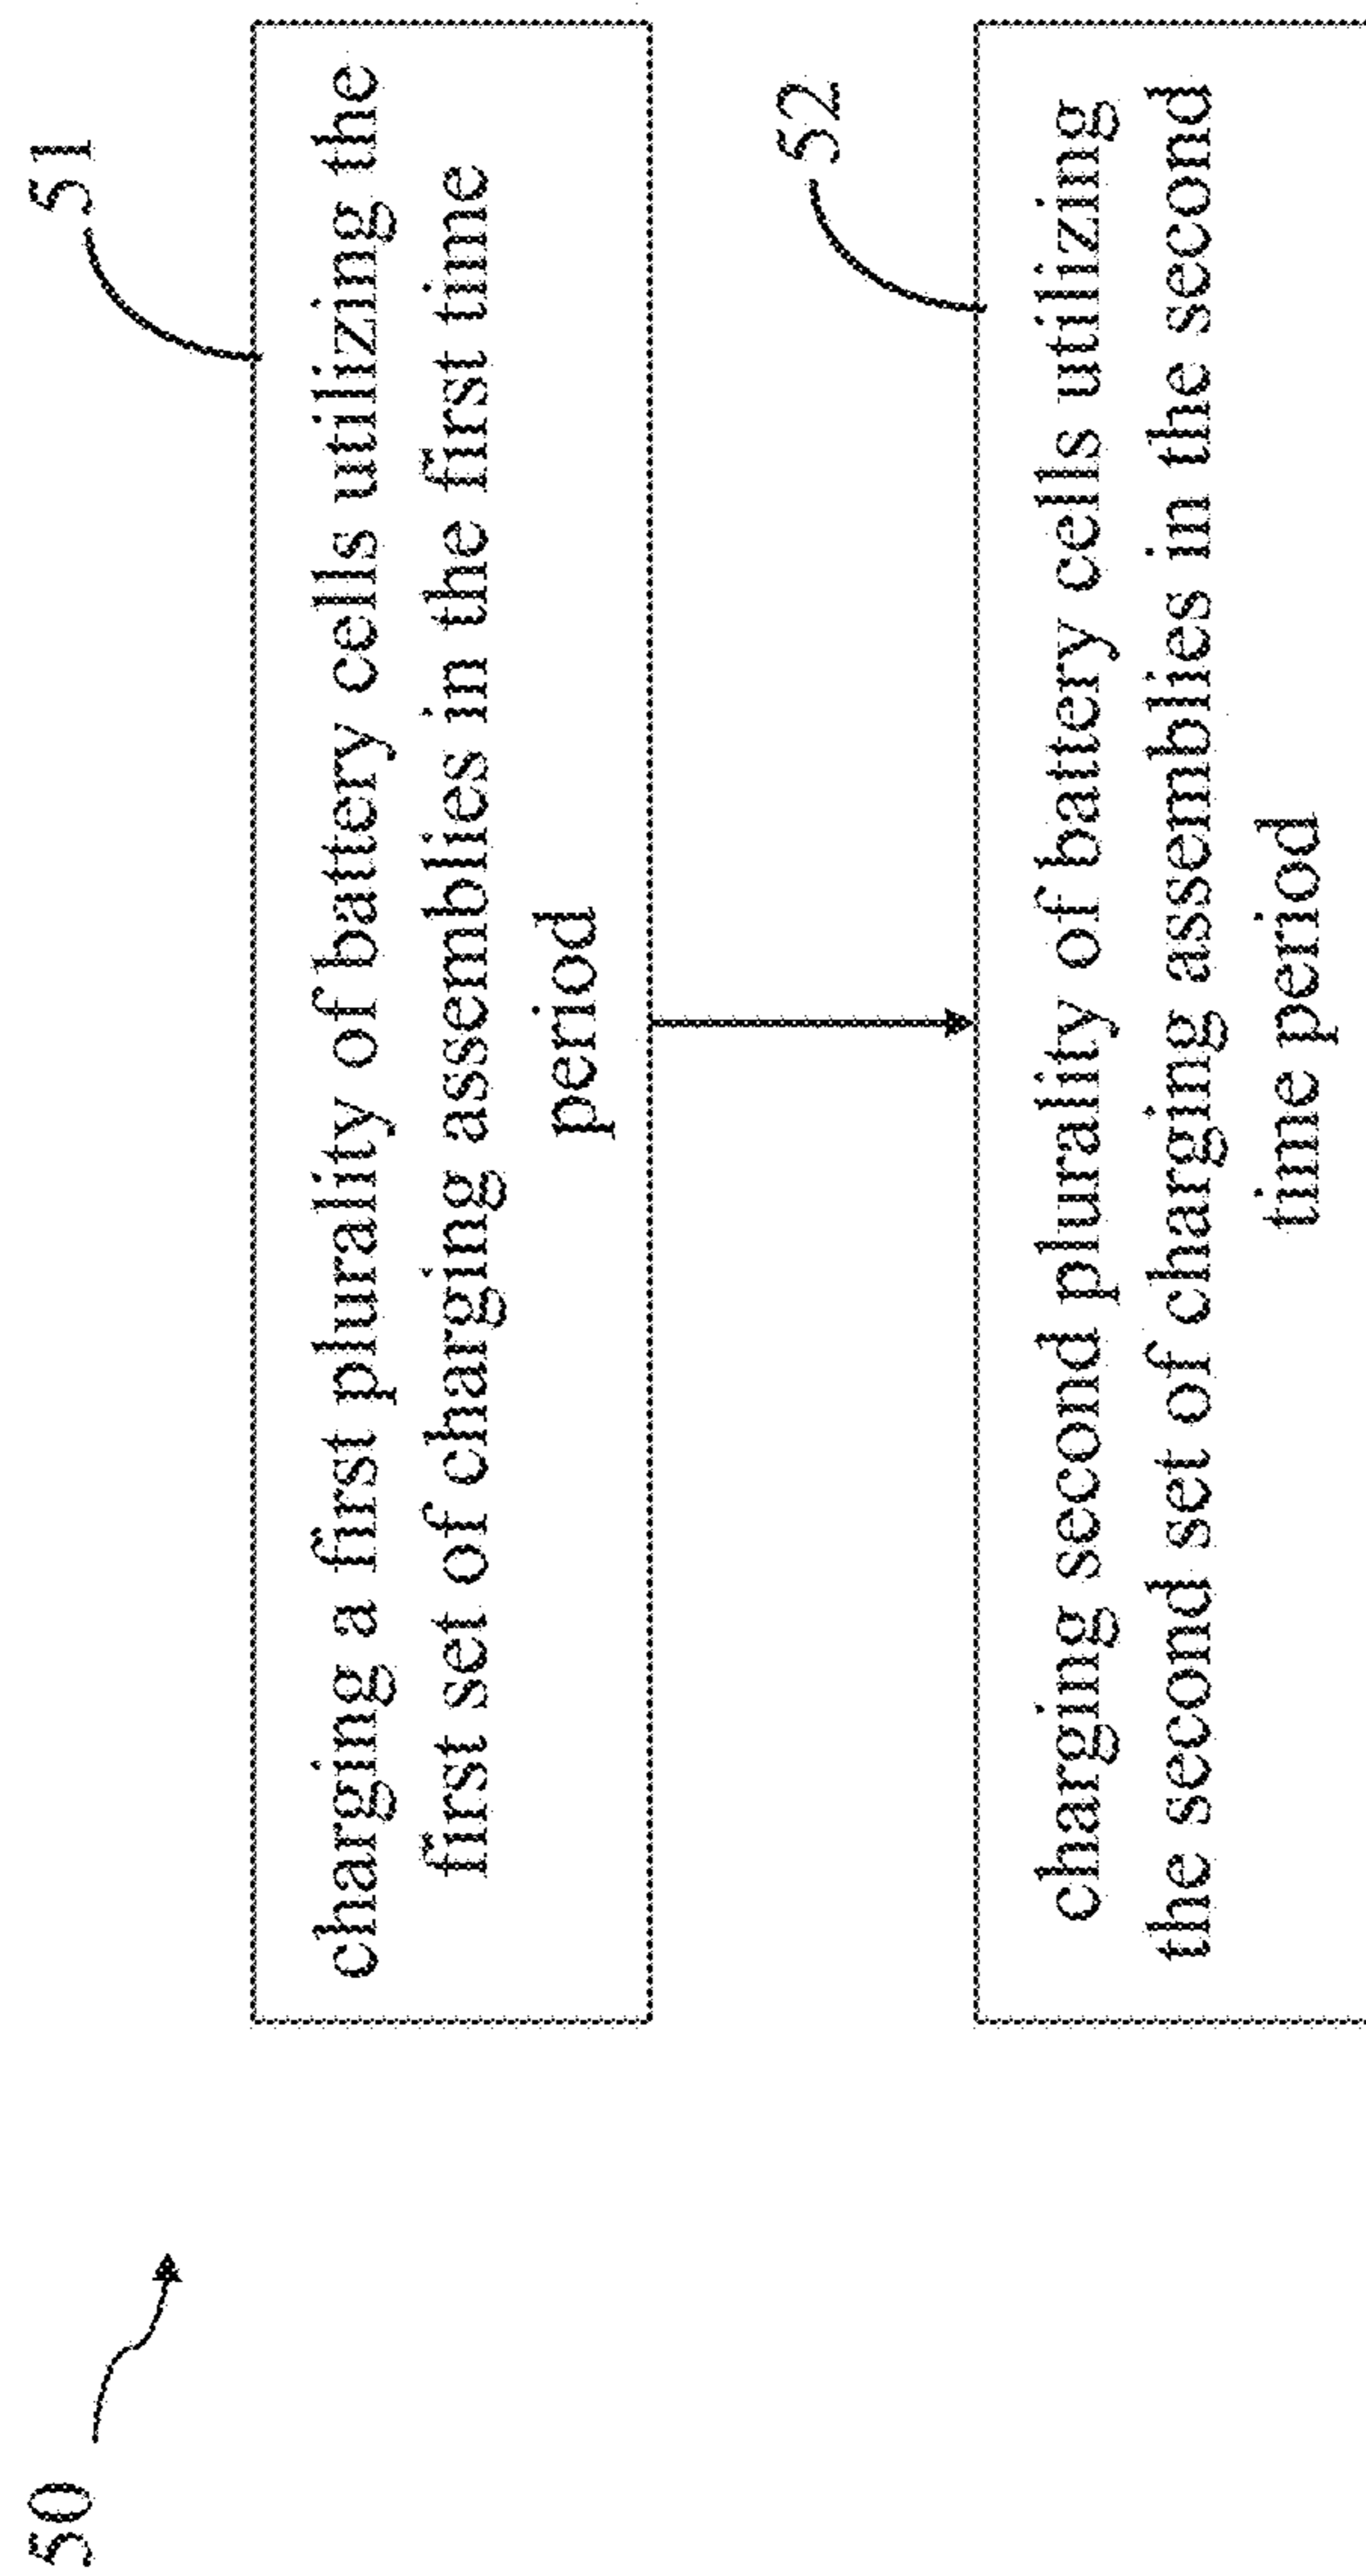 50
51
charging a first plurality of battery cells utilizing the
first set of charging assemblies in the first time
period
52
charging second plurality of battery cells utilizing
the second set of charging assemblies in the second
time period